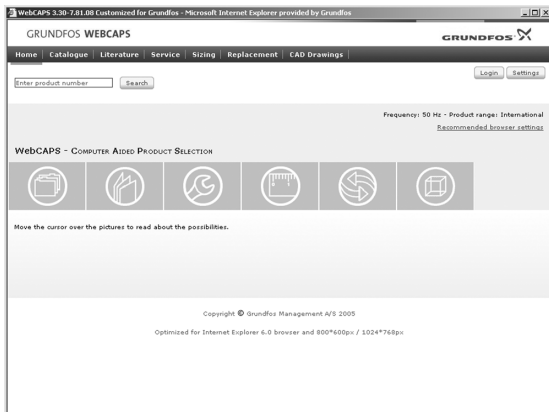 WebCAPS 3.30-7.81.08 Customized for Grundfos - Microsoft Internet Explorer provided by Grundfos
GRUNDFOS WEBCAPS
GRUNDFOS
Home | Catalogue | Literature | Service | Sizing | Replacement | CAD Drawings |
Login Settings
Enter product number Search
Frequency: 50 Hz - Product range: International
Recommended browser settings
WebCAPS - Computer Aided Product Selection
Move the cursor over the pictures to read about the possibilities.
Copyright © Grundfos Management A/S 2005
Optimized for Internet Explorer 6.0 browser and 800*600px / 1024*768px